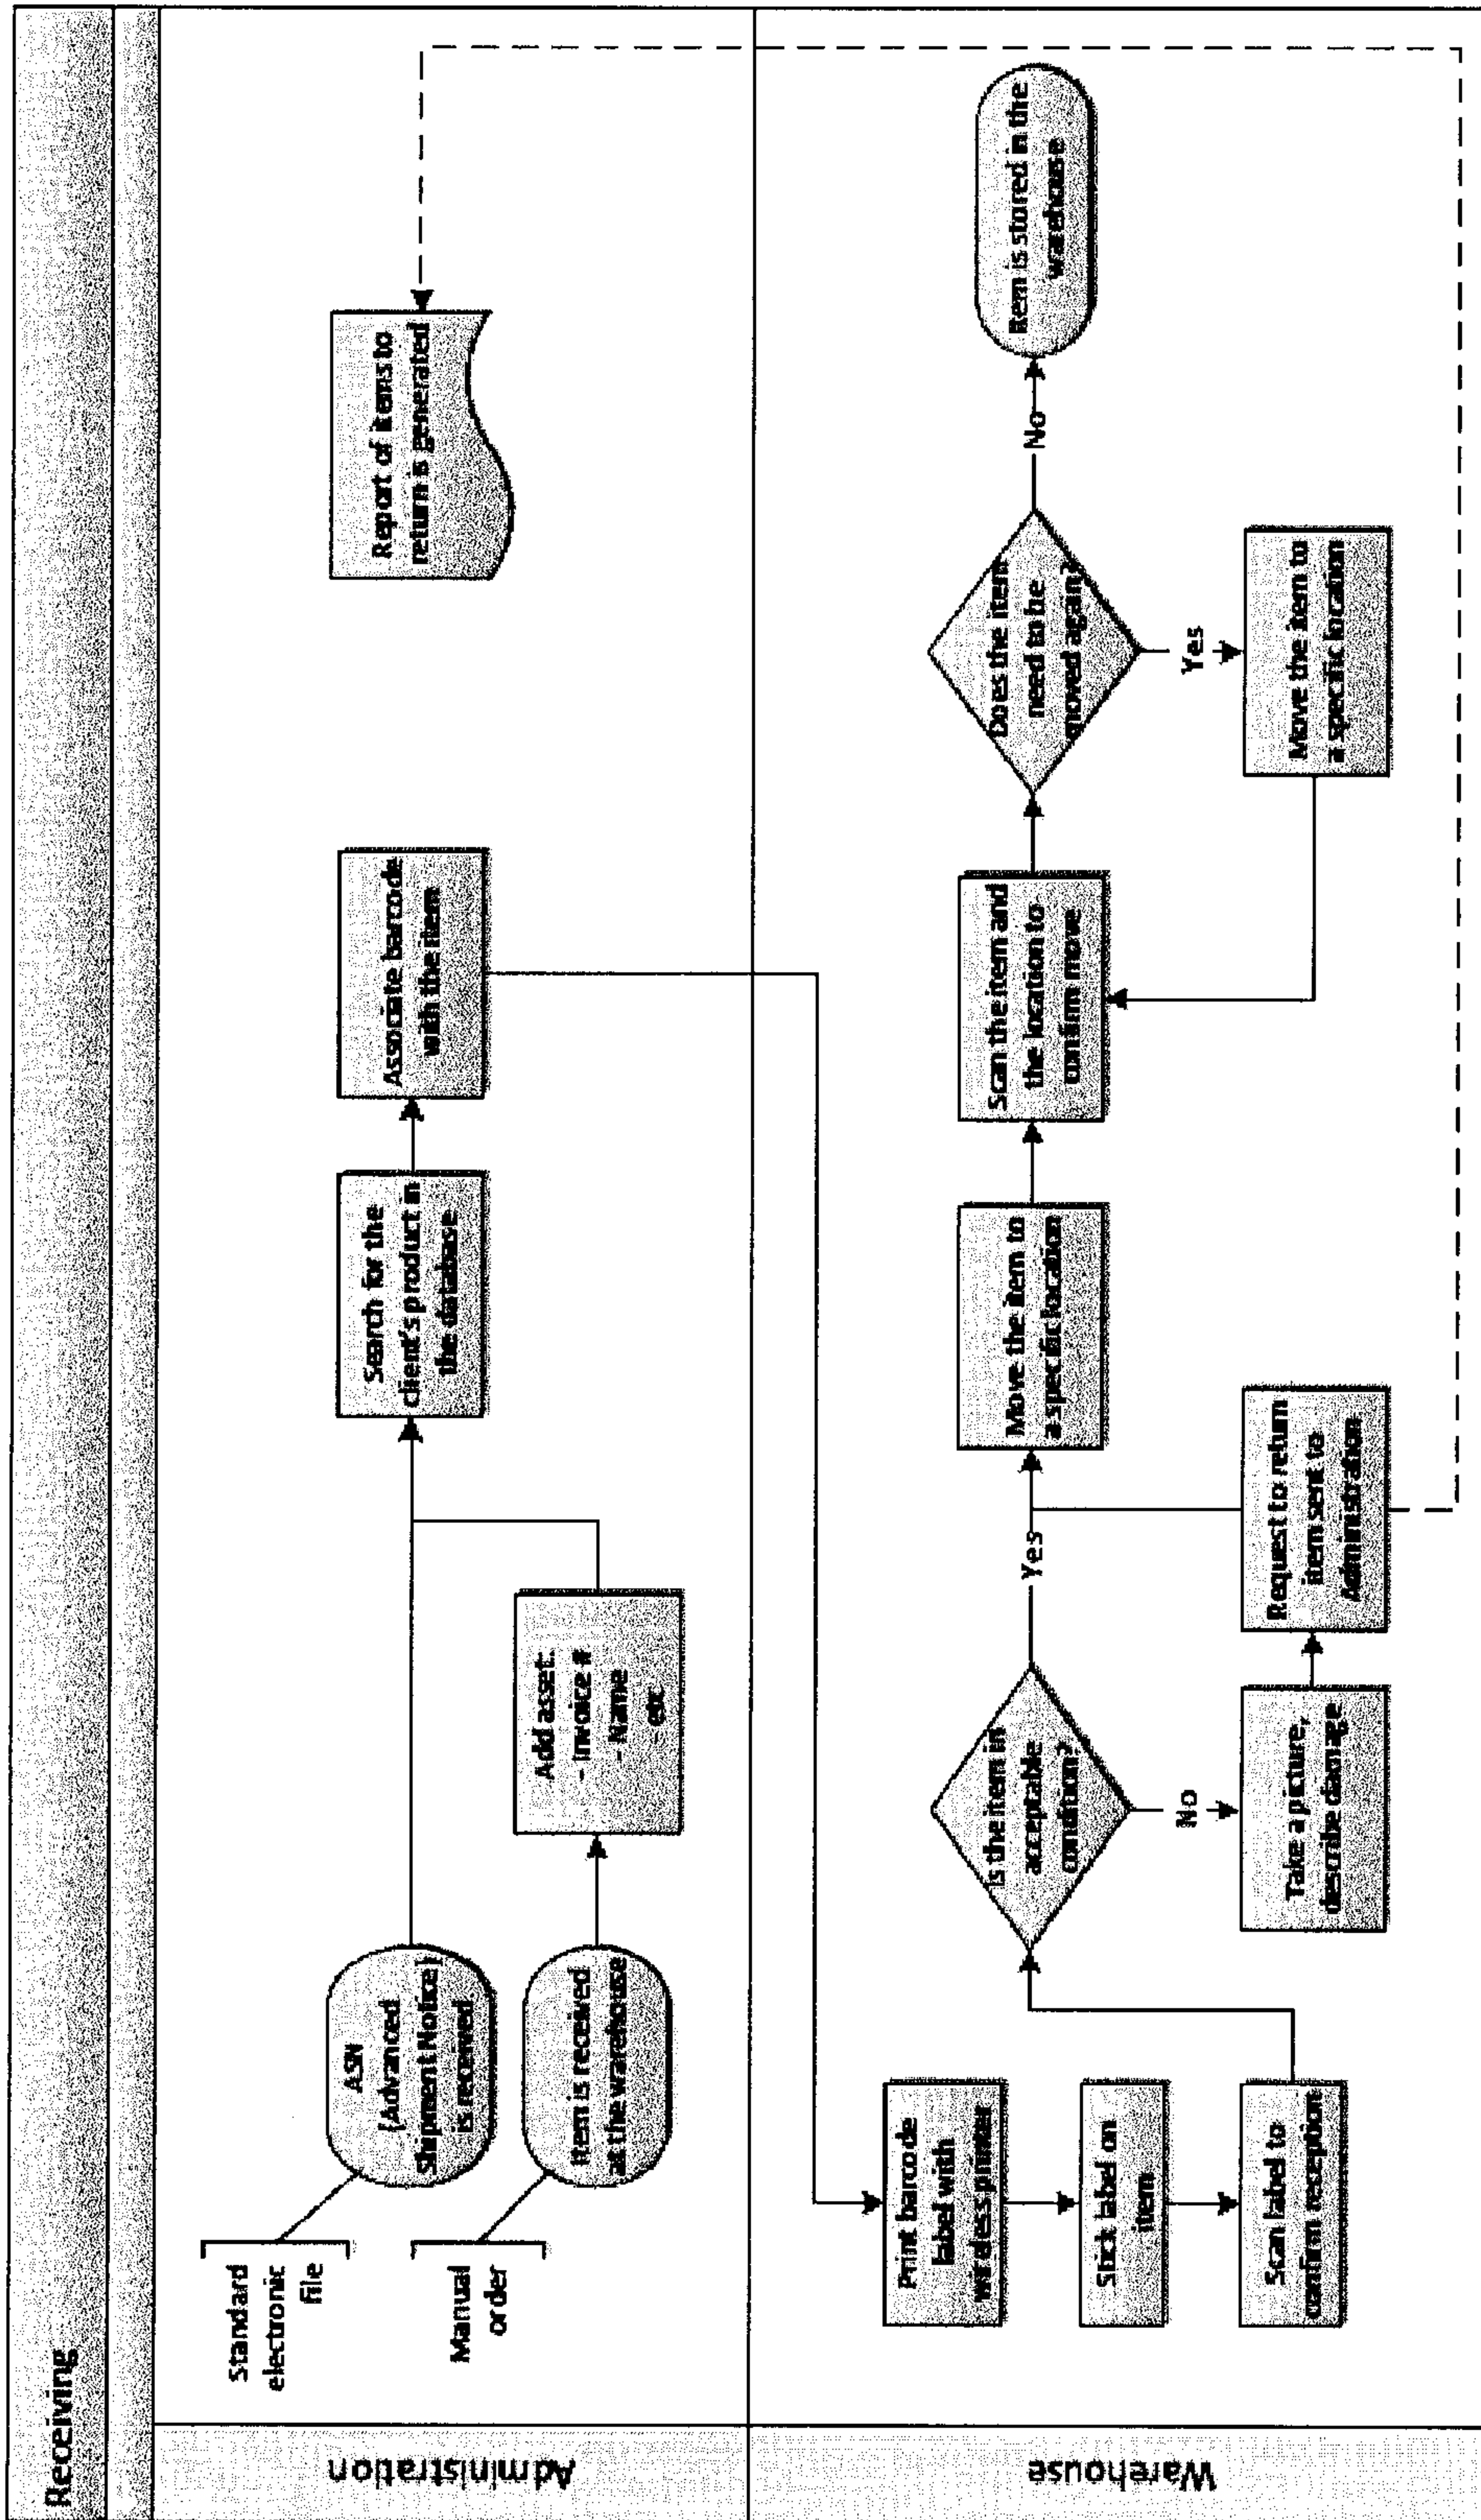 Receiving
Administration
Standard
electronic
file
ASN
(Advanced
Shipment Notice)
is received
Manual
order
Item is received
at the warehouse
Add asset:
- Invoice #
- Name
- etc
Search for the
client's product in
the database
Associate barcode
with the item
Report of items to
return is generated
Warehouse
Print barcode
label with
wireless printer
Stick label on
item
Scan label to
confirm reception
Is the item in
acceptable
condition?
Yes
No
Take a picture,
describe damage
Request to return
item sent to
Administration
Move the item to
a specific location
Scan the item and
the location to
confirm move
Does the item
need to be
moved again?
Yes
Move the item to
a specific location
No
Item is stored in the
warehouse